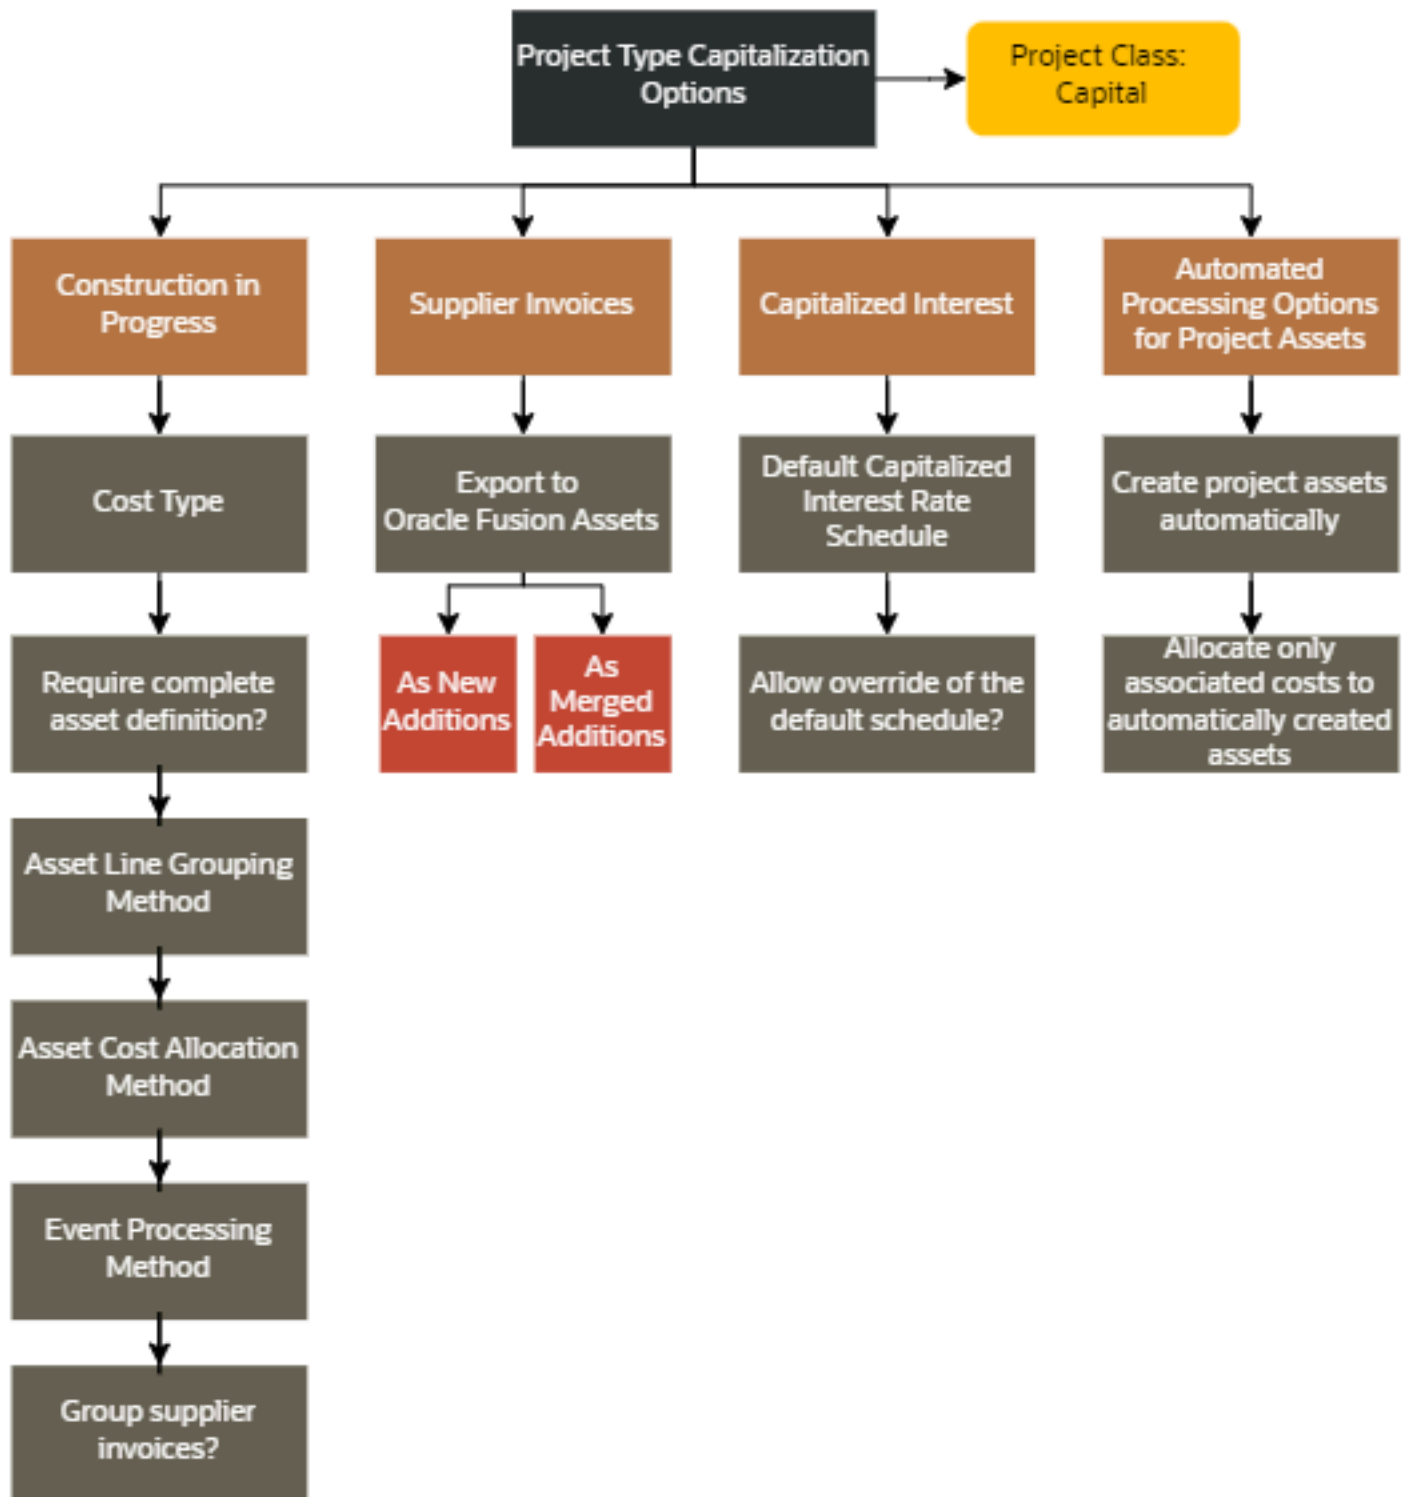 Project Type Capitalization
Options
Project Class:
Capital
Construction in
Progress
Supplier Invoices
Capitalized Interest
Automated
Processing Options
for Project Assets
Cost Type
Export to
Oracle Fusion Assets
Default Capitalized
Interest Rate
Schedule
Create project assets
automatically
Require complete
asset definition?
As New
Additions
As
Merged
Additions
Allow override of the
default schedule?
Allocate only
associated costs to
automatically created
assets
Asset Line Grouping
Method
Asset Cost Allocation
Method
Event Processing
Method
Group supplier
invoices?